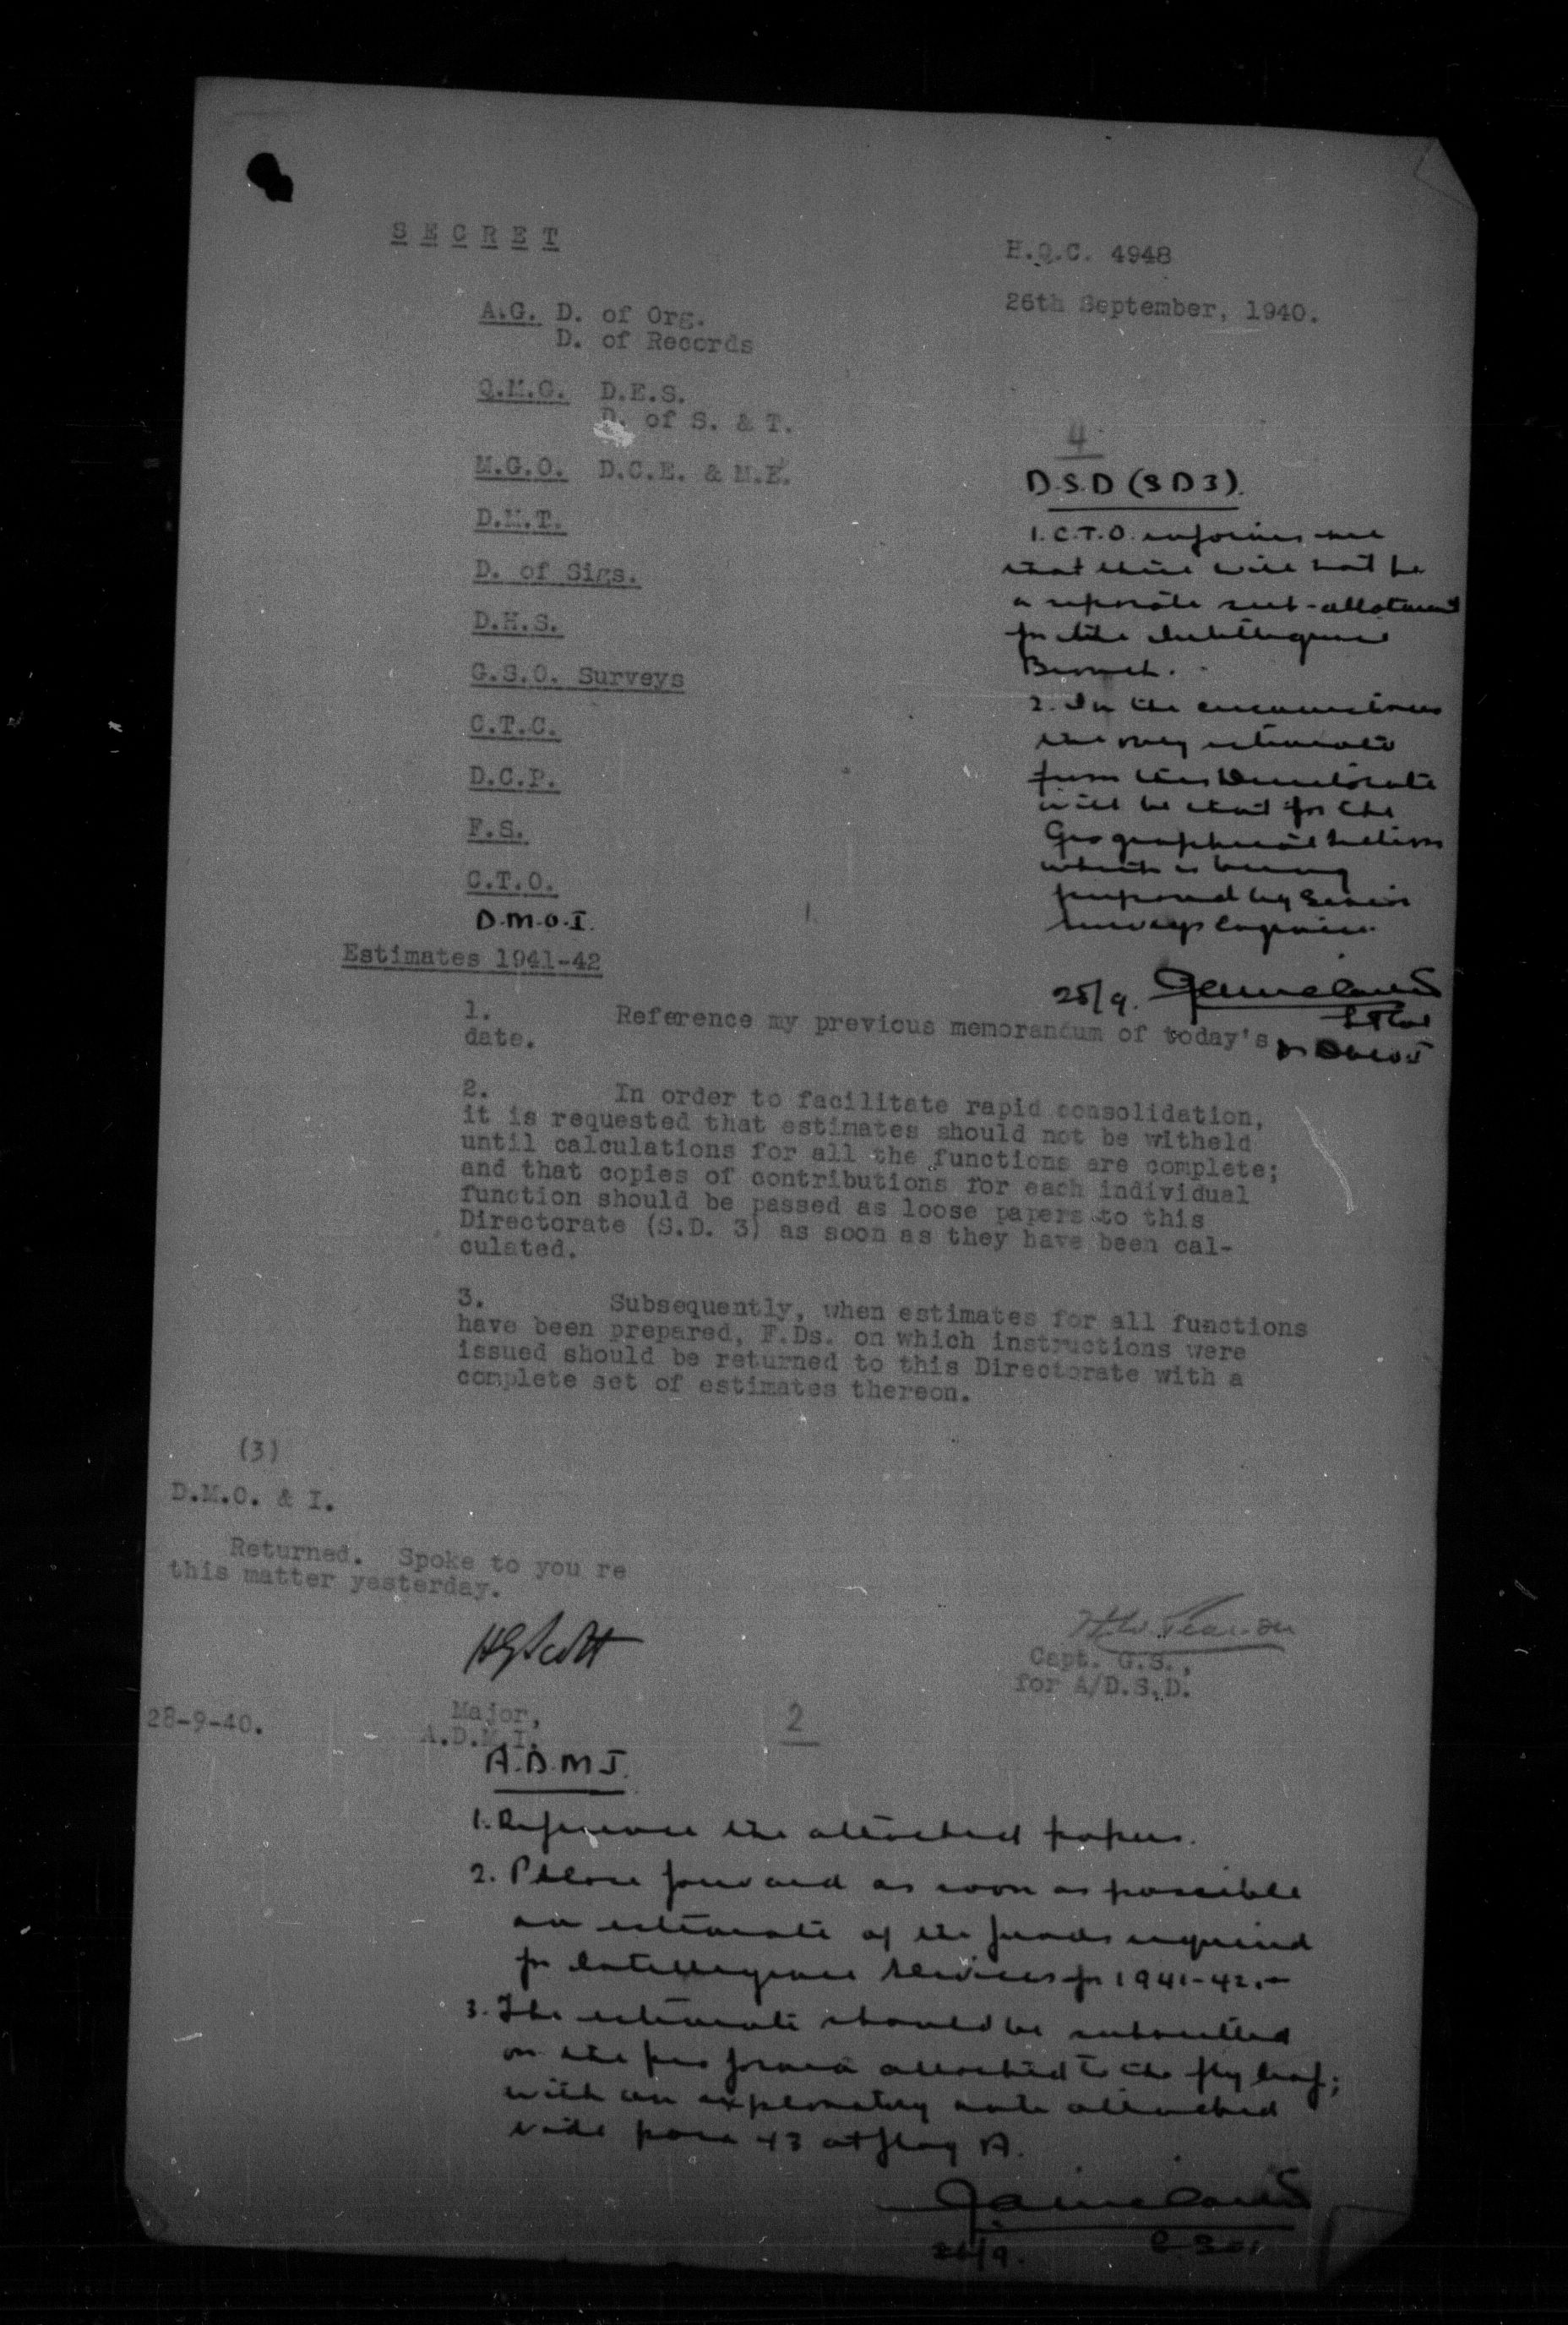 S E C R E T
H.Q.C. 4948
26th September, 1940.
A.G. D. of Org.
D. of Records
Q.M.G. D.E.S.
D. of S. & T.
M.G.O. D.C.E. & M.E.
D.M.T.
D. of Sigs.
D.H.S.
G.S.O. Surveys
C.T.C.
D.C.P.
F.S.
C.T.O.
D.M.O.I.
1.
Estimates 1941-42
1. Reference my previous memorandum of today's
date.
2. In order to facilitate rapid consolidation,
it is requested that estimates should not be witheld
until calculations for all the functions are complete;
and that copies of contributions for each individual
function should be passed as loose papers to this
Directorate (S.D. 3) as soon as they have been cal-
culated.
3. Subsequently, when estimates for all functions
have been prepared, F.Ds. on which instructions were
issued should be returned to this Directorate with a
complete set of estimates thereon.
Capt. G.S.,
for A/D.S.D.
2
A.D.M.I.
1. Reference the attached papers.
2. Please forward as soon as possible
an estimate of the funds required
for Intelligence Services for 1941-42.
3. The estimate should be submitted
on the pro forma attached to the fly leaf;
with an explanatory note attached
vide para 43 at flag A.
(3)
D.M.O. & I.
Returned. Spoke to you re
this matter yesterday.
HG Scott
Major,
A.D.M.I.
28-9-40.
4
D.S.D (S D 3).
1. C.T.O. informs me
that there will not be
a separate sub-allotment
for the Intelligence
Branch.
2. In the circumstances
the only estimate
from this Directorate
will be that for the
Geographical Section
which is being
prepared by Senior
Surveys Engineer.
28/9.